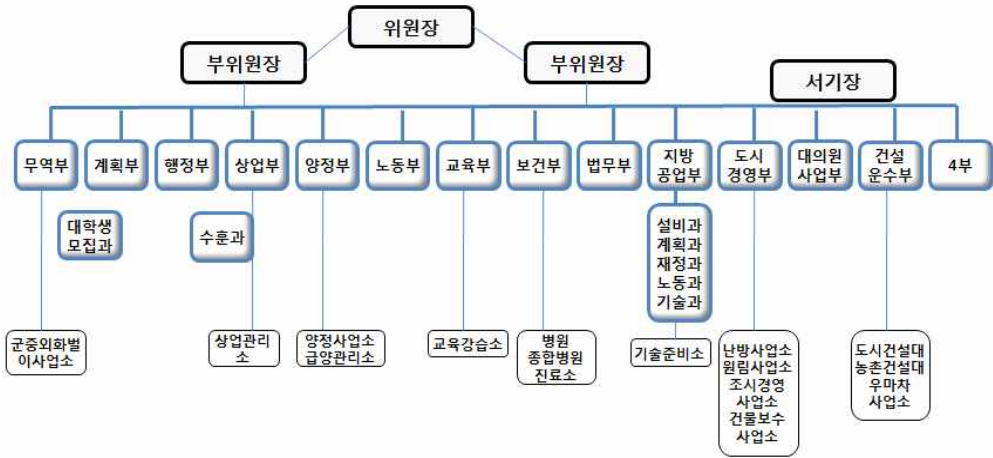 위원장
부위원장
부위원장
서기장
무역부
계획부
행정부
상업부
양정부
노동부
교육부
보건부
법무부
지방
공업부
도시
경영부
대의원
사업부
건설
운수부
4부
대학생
모집과
수훈과
설비과
계획과
재정과
노동과
기술과
군중외화벌
이사업소
상업관리
소
양정사업소
급양관리소
교육강습소
병원
종합병원
진료소
기술준비소
난방사업소
원림사업소
조시경영
사업소
건물보수
사업소
도시건설대
농촌건설대
우마차
사업소